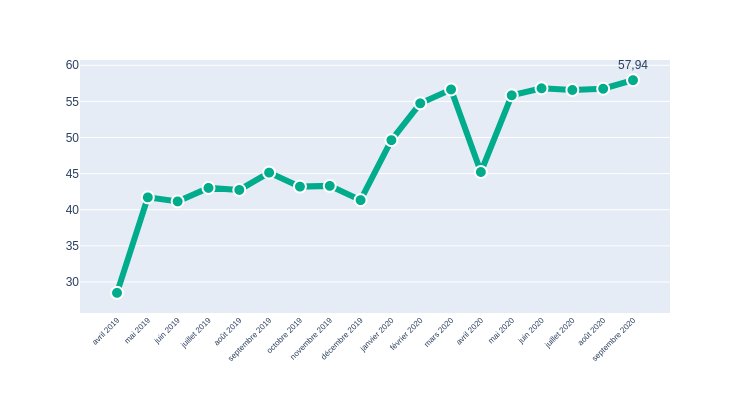 57,94
60
55
50
45
40
35
30
avril 2019
mai 2019
juin 2019
juillet 2019
août 2019
septembre 2019
octobre 2019
novembre 2019
décembre 2019
janvier 2020
février 2020
mars 2020
avril 2020
mai 2020
juin 2020
juillet 2020
août 2020
septembre 2020